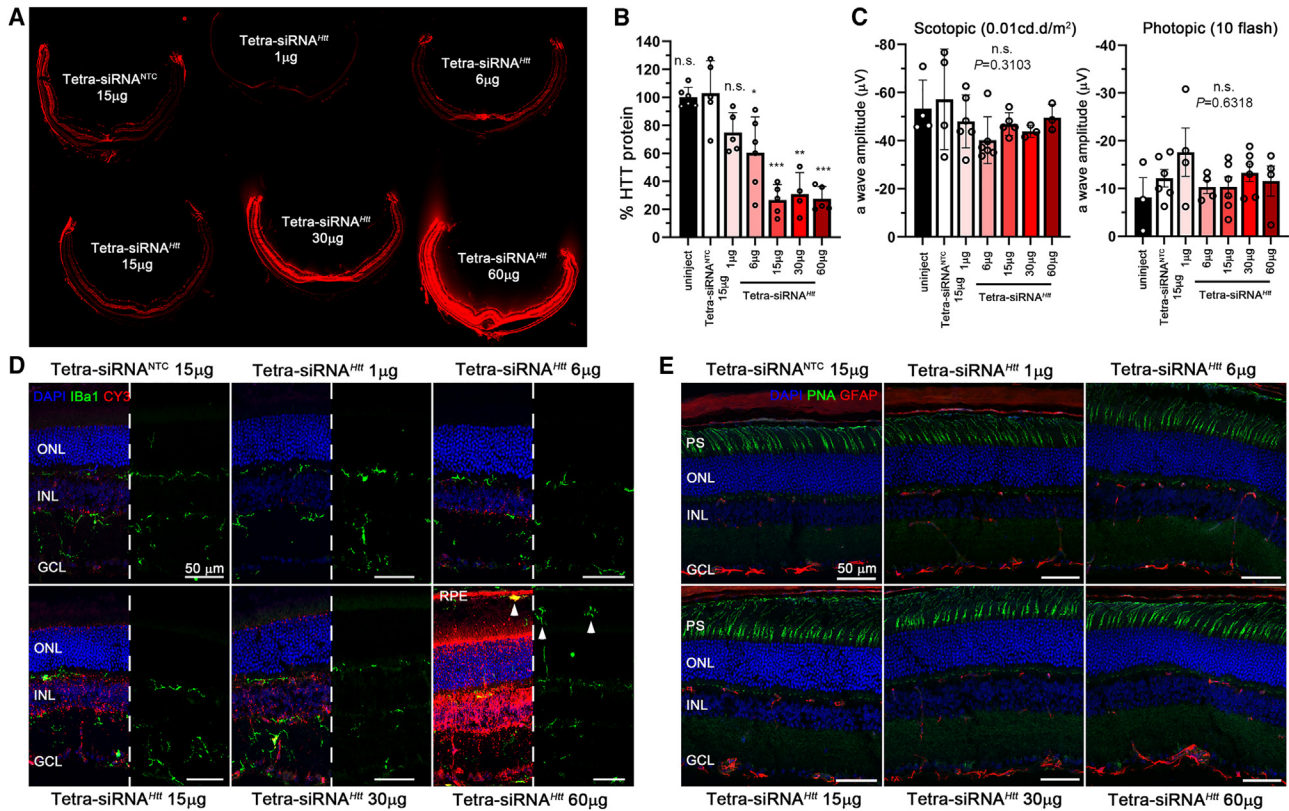 A
Tetra-siRNA^NTC
15μg
Tetra-siRNA^Htt
1μg
Tetra-siRNA^Htt
6μg
Tetra-siRNA^Htt
15μg
Tetra-siRNA^Htt
30μg
Tetra-siRNA^Htt
60μg
B
% HTT protein
140
120
100
80
60
40
20
0
n.s.
n.s.
*
***
**
***
uninject
Tetra-siRNA^NTC
15μg
1μg
6μg
15μg
30μg
60μg
Tetra-siRNA^Htt
C
Scotopic (0.01cd.d/m²)
a wave amplitude (μV)
-80
-60
-40
-20
0
n.s.
P=0.3103
uninject
Tetra-siRNA^NTC
15μg
1μg
6μg
15μg
30μg
60μg
Tetra-siRNA^Htt
Photopic (10 flash)
a wave amplitude (μV)
-40
-30
-20
-10
0
n.s.
P=0.6318
uninject
Tetra-siRNA^NTC
15μg
1μg
6μg
15μg
30μg
60μg
Tetra-siRNA^Htt
D
Tetra-siRNA^NTC 15μg
Tetra-siRNA^Htt 1μg
Tetra-siRNA^Htt 6μg
DAPI IBa1 CY3
ONL
INL
GCL
50 μm
RPE
ONL
INL
GCL
Tetra-siRNA^Htt 15μg
Tetra-siRNA^Htt 30μg
Tetra-siRNA^Htt 60μg
E
Tetra-siRNA^NTC 15μg
Tetra-siRNA^Htt 1μg
Tetra-siRNA^Htt 6μg
DAPI PNA GFAP
PS
ONL
INL
GCL
50 μm
PS
ONL
INL
GCL
Tetra-siRNA^Htt 15μg
Tetra-siRNA^Htt 30μg
Tetra-siRNA^Htt 60μg